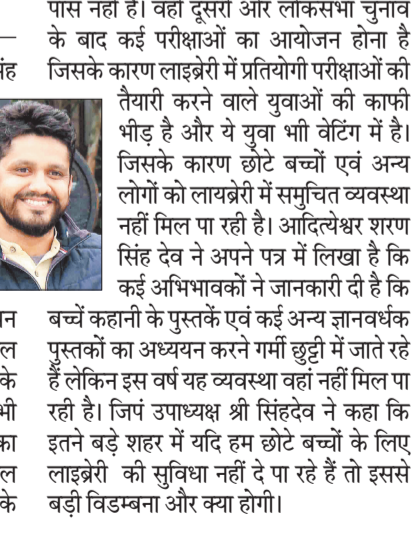 पास नहीं है। वहीं दूसरी ओर लोकसभा चुनाव
के बाद कई परीक्षाओं का आयोजन होना है
जिसके कारण लाइब्रेरी में प्रतियोगी परीक्षाओं की
तैयारी करने वाले युवाओं की काफी
भीड़ है और ये युवा भाी वेटिंग में है।
जिसके कारण छोटे बच्चों एवं अन्य
लोगों को लायब्रेरी में समुचित व्यवस्था
नहीं मिल पा रही है। आदित्येश्वर शरण
सिंह देव ने अपने पत्र में लिखा है कि
कई अभिभावकों ने जानकारी दी है कि
बच्चें कहानी के पुस्तकें एवं कई अन्य ज्ञानवर्धक
पुस्तकों का अध्ययन करने गर्मी छुट्टी में जाते रहे
हैं लेकिन इस वर्ष यह व्यवस्था वहां नहीं मिल पा
रही है। जिपं उपाध्यक्ष श्री सिंहदेव ने कहा कि
इतने बड़े शहर में यदि हम छोटे बच्चों के लिए
लाइब्रेरी की सुविधा नहीं दे पा रहे हैं तो इससे
बड़ी विडम्बना और क्या होगी।